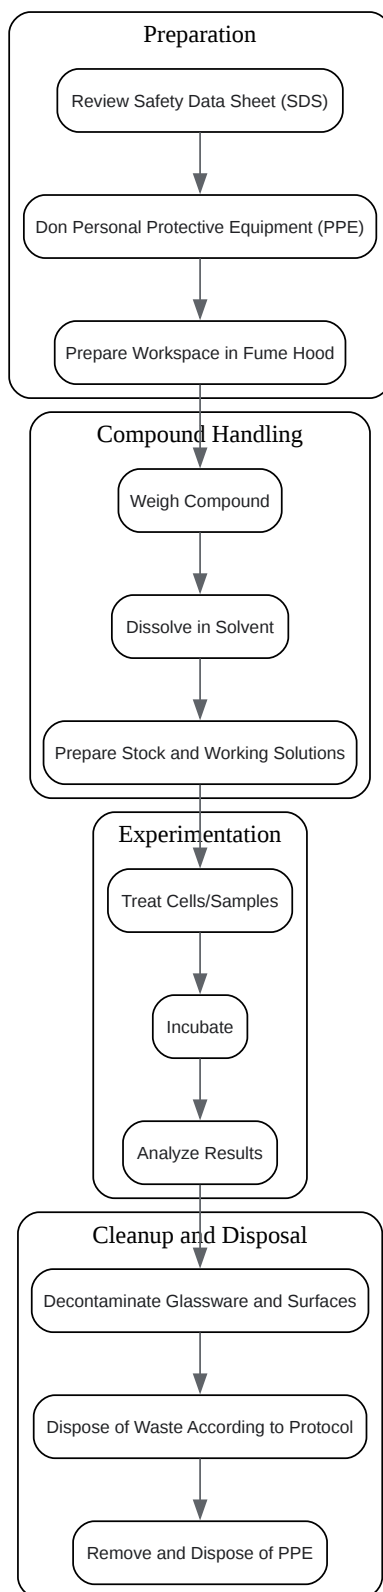 Preparation
Review Safety Data Sheet (SDS)
Don Personal Protective Equipment (PPE)
Prepare Workspace in Fume Hood
Compound Handling
Weigh Compound
Dissolve in Solvent
Prepare Stock and Working Solutions
Experimentation
Treat Cells/Samples
Incubate
Analyze Results
Cleanup and Disposal
Decontaminate Glassware and Surfaces
Dispose of Waste According to Protocol
Remove and Dispose of PPE